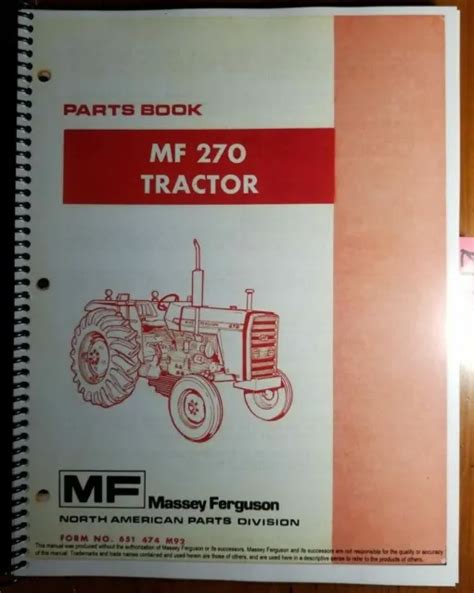 PARTS BOOK
MF 270
TRACTOR
270
MF Massey Ferguson
NORTH AMERICAN PARTS DIVISION
FORM NO. 651 474 M92
This manual was produced without the authorization of Massey Ferguson or its successors. Massey Ferguson and its successors are not responsible for the quality or accuracy
of this manual. Trademarks and trade names contained and used herein are those of others, and are used here in a descriptive sense to refer to the products of others.